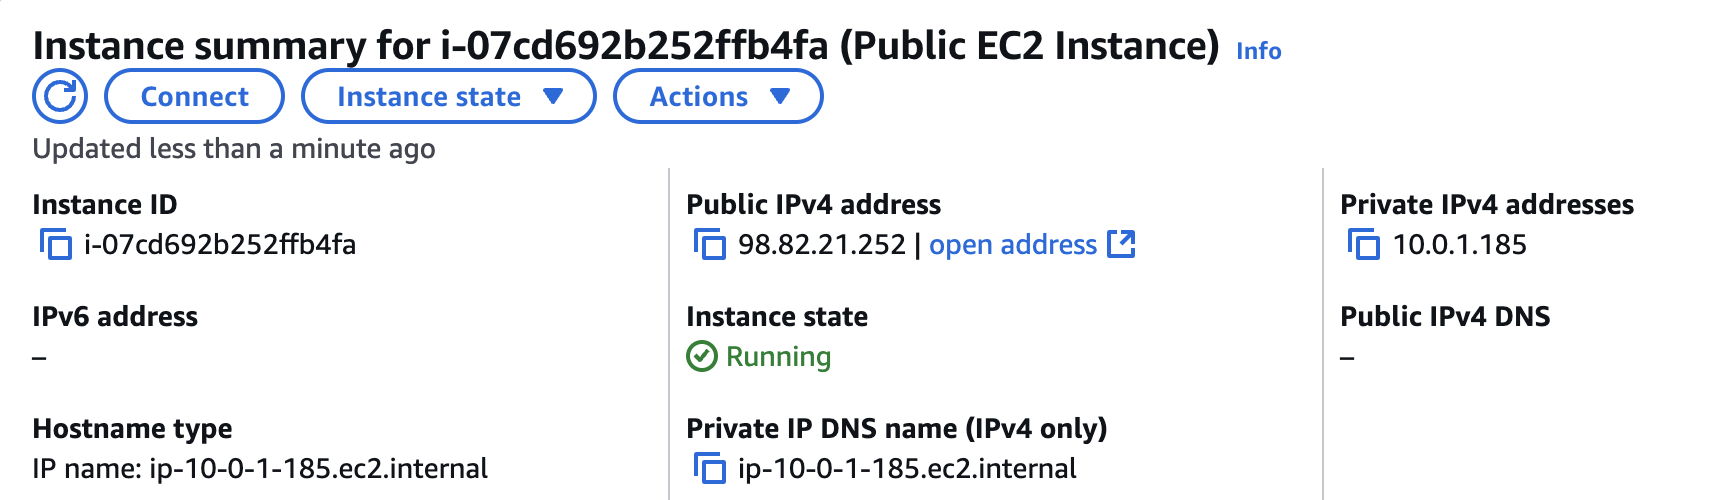 Instance summary for i-07cd692b252ffb4fa (Public EC2 Instance) Info
Connect
Instance state
Actions
Updated less than a minute ago
Instance ID
i-07cd692b252ffb4fa
Public IPv4 address
98.82.21.252 | open address
Private IPv4 addresses
10.0.1.185
IPv6 address
–
Instance state
Running
Public IPv4 DNS
–
Hostname type
IP name: ip-10-0-1-185.ec2.internal
Private IP DNS name (IPv4 only)
ip-10-0-1-185.ec2.internal